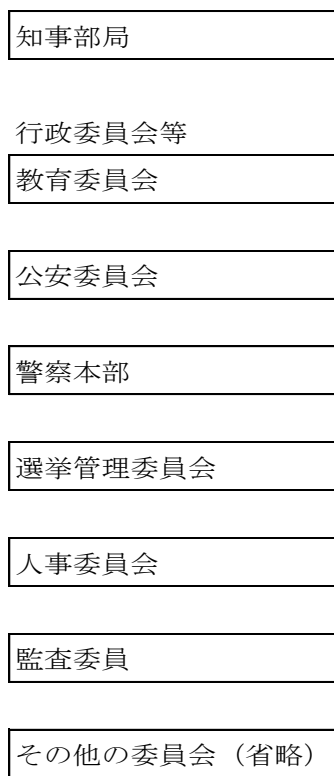 知事部局
行政委員会等
教育委員会
公安委員会
警察本部
選挙管理委員会
人事委員会
監査委員
その他の委員会（省略）